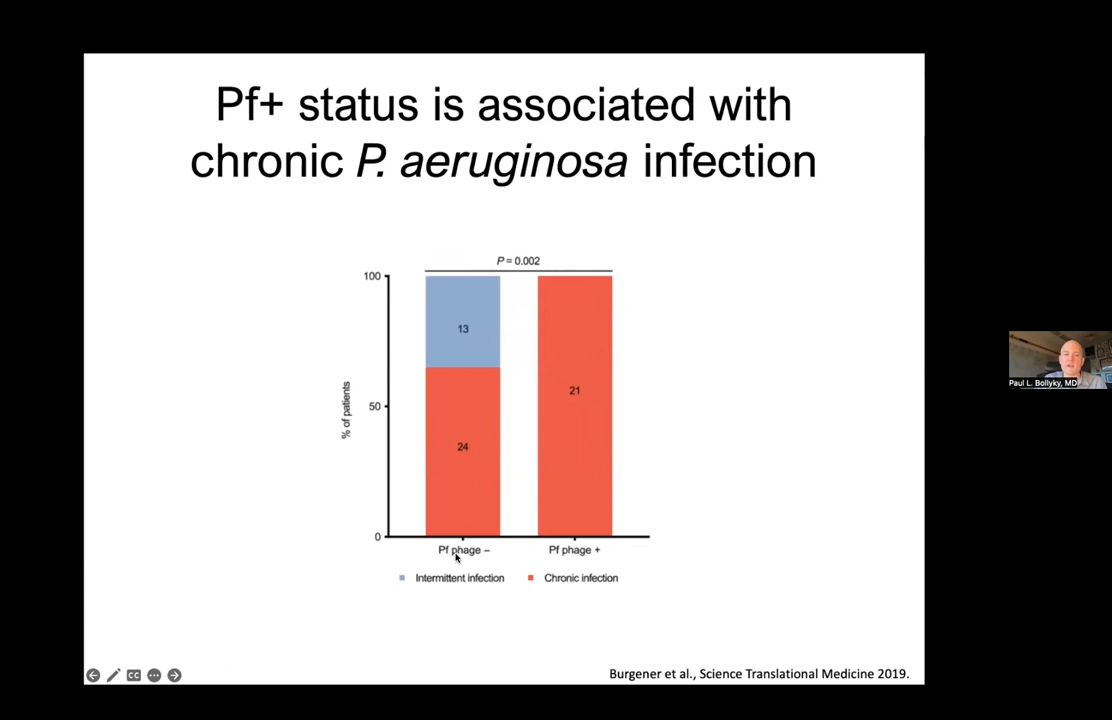 Pf+ status is associated with
chronic P. aeruginosa infection
P = 0.002
100
50
0
% of patients
13
24
21
Pf phage –
Pf phage +
Intermittent infection
Chronic infection
Burgener et al., Science Translational Medicine 2019.
CC
Paul L. Bollyky, MD